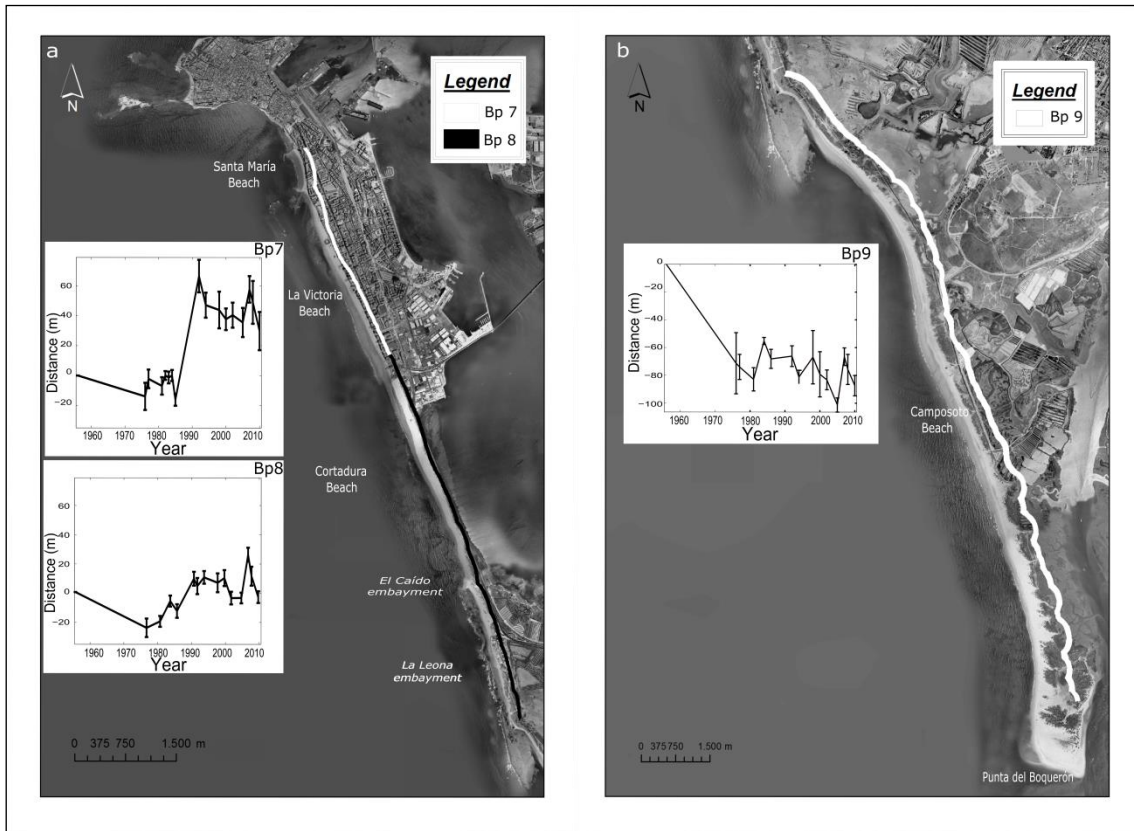 a
N
Legend
Bp 7
Bp 8
Santa María
Beach
La Victoria
Beach
Cortadura
Beach
El Caído
embayment
La Leona
embayment
Bp7
Distance (m)
60
40
20
0
−20
1960 1970 1980 1990 2000 2010
Year
Bp8
Distance (m)
60
40
20
0
−20
1960 1970 1980 1990 2000 2010
Year
0 375 750 1.500 m
b
N
Legend
Bp 9
Bp9
Distance (m)
0
−20
−40
−60
−80
−100
1960 1970 1980 1990 2000 2010
Year
Camposoto
Beach
Punta del Boquerón
0 375750 1.500 m